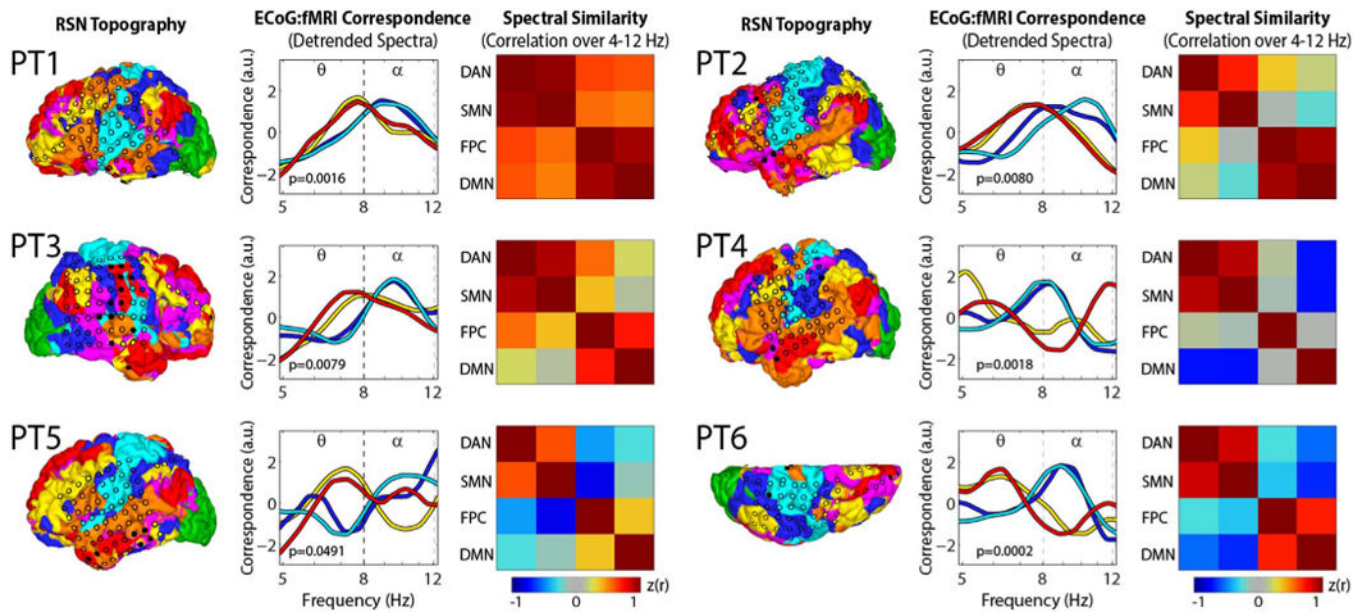 RSN Topography
ECoG:fMRI Correspondence
(Detrended Spectra)
Spectral Similarity
(Correlation over 4-12 Hz)
RSN Topography
ECoG:fMRI Correspondence
(Detrended Spectra)
Spectral Similarity
(Correlation over 4-12 Hz)
PT1
Correspondence (a.u.)
2
0
−2
θ
α
p=0.0016
5
8
12
DAN
SMN
FPC
DMN
PT2
Correspondence (a.u.)
2
0
−2
θ
α
p=0.0080
5
8
12
DAN
SMN
FPC
DMN
PT3
Correspondence (a.u.)
2
0
−2
θ
α
p=0.0079
5
8
12
DAN
SMN
FPC
DMN
PT4
Correspondence (a.u.)
2
0
−2
θ
α
p=0.0018
5
8
12
DAN
SMN
FPC
DMN
PT5
Correspondence (a.u.)
2
0
−2
θ
α
p=0.0491
5
8
12
Frequency (Hz)
DAN
SMN
FPC
DMN
-1
0
1
z(r)
PT6
Correspondence (a.u.)
2
0
−2
θ
α
p=0.0002
5
8
12
Frequency (Hz)
DAN
SMN
FPC
DMN
-1
0
1
z(r)